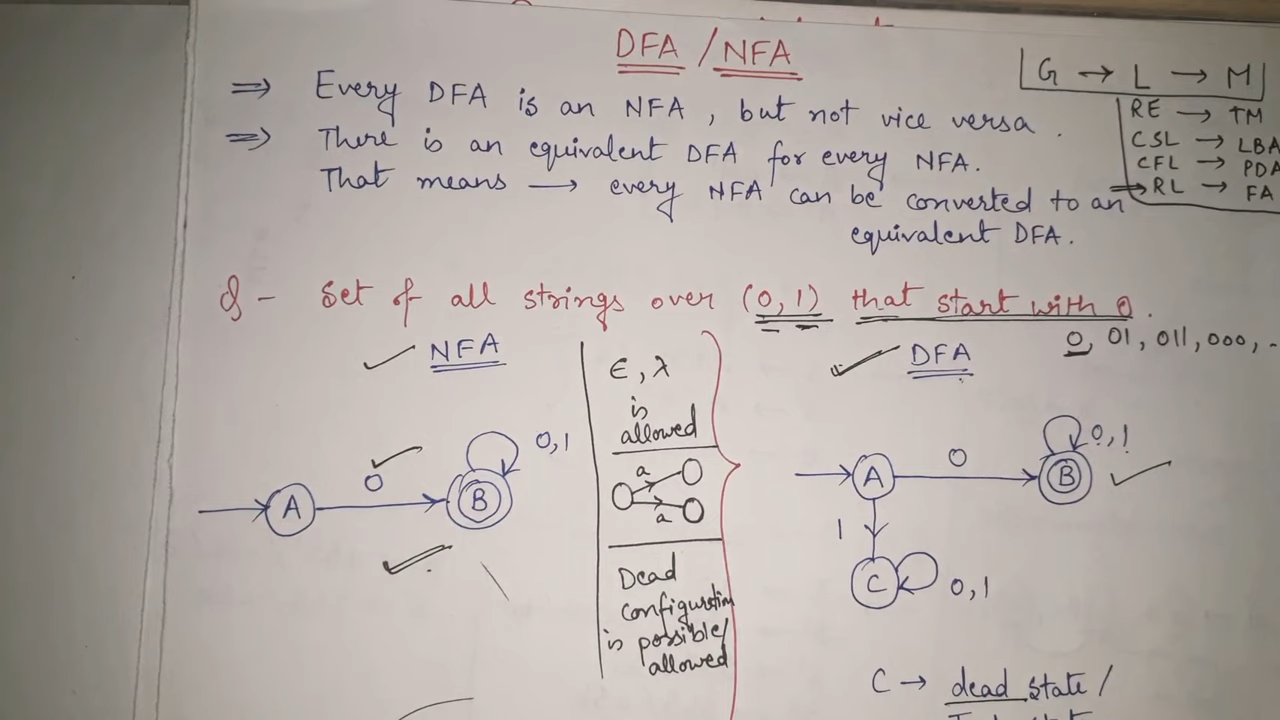 DFA / NFA
⇒ Every DFA is an NFA, but not vice versa.
⇒ There is an equivalent DFA for every NFA.
That means → every NFA can be converted to an
equivalent DFA.
G → L → M
RE → TM
CSL → LBA
CFL → PDA
⇒ RL → FA
Q - Set of all strings over (0, 1) that start with 0.
0, 01, 011, 000, ..
✓ NFA
A
0
B
0, 1
ϵ, λ
is
allowed
a
a
Dead
configuration
is possible/
allowed
✓ DFA
A
0
B
0, 1
1
C
0, 1
C → dead state /